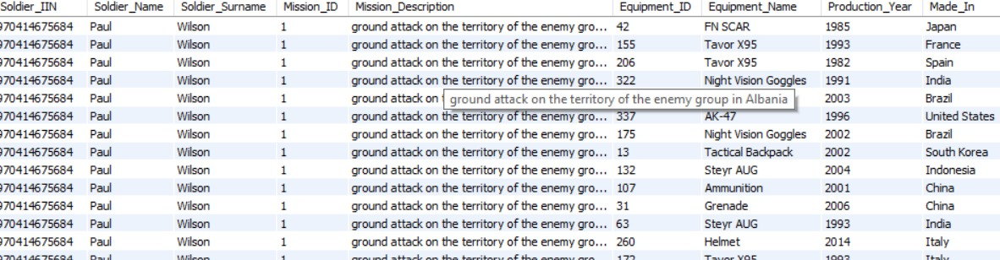 Soldier_IIN Soldier_Name Soldier_Surname Mission_ID Mission_Description Equipment_ID Equipment_Name Production_Year Made_In
970414675684 Paul Wilson 1 ground attack on the territory of the enemy gro... 42 FN SCAR 1985 Japan
970414675684 Paul Wilson 1 ground attack on the territory of the enemy gro... 155 Tavor X95 1993 France
970414675684 Paul Wilson 1 ground attack on the territory of the enemy gro... 206 Tavor X95 1982 Spain
970414675684 Paul Wilson 1 ground attack on the territory of the enemy gro... 322 Night Vision Goggles 1991 India
970414675684 Paul Wilson 1 ground attack on 2003 Brazil
ground attack on the territory of the enemy group in Albania
970414675684 Paul Wilson 1 ground attack on the territory of the enemy gro... 337 AK-47 1996 United States
970414675684 Paul Wilson 1 ground attack on the territory of the enemy gro... 175 Night Vision Goggles 2002 Brazil
970414675684 Paul Wilson 1 ground attack on the territory of the enemy gro... 13 Tactical Backpack 2002 South Korea
970414675684 Paul Wilson 1 ground attack on the territory of the enemy gro... 132 Steyr AUG 2004 Indonesia
970414675684 Paul Wilson 1 ground attack on the territory of the enemy gro... 107 Ammunition 2001 China
970414675684 Paul Wilson 1 ground attack on the territory of the enemy gro... 31 Grenade 2006 China
970414675684 Paul Wilson 1 ground attack on the territory of the enemy gro... 63 Steyr AUG 1993 India
970414675684 Paul Wilson 1 ground attack on the territory of the enemy gro... 260 Helmet 2014 Italy
970414675684 Paul Wilson 1 ground attack on the territory of the enemy gro... 172 Tavor X95 1993 Italy